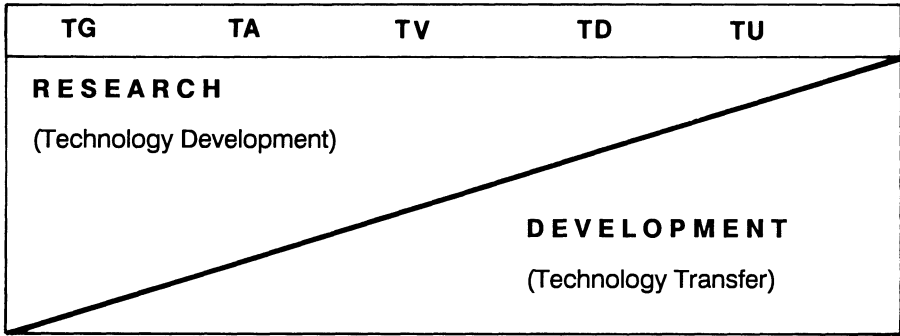 TG TA TV TD TU
RESEARCH
(Technology Development)
DEVELOPMENT
(Technology Transfer)